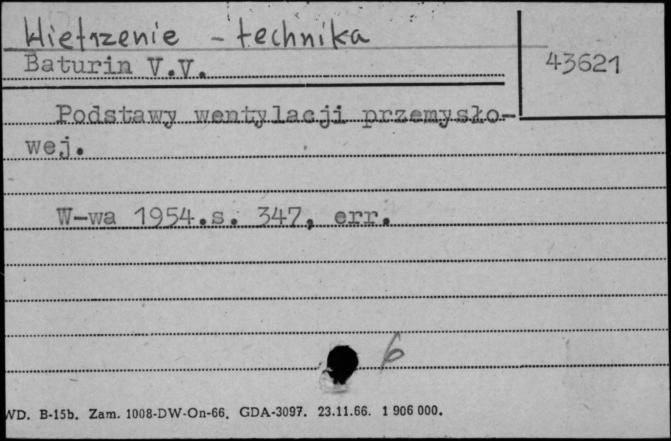 Wietrzenie - technika
Baturin V.V.
43621
Podstawy wentylacji przemysło-
wej.
W-wa 1954.s. 347, err.
6
WD. B-15b. Zam. 1008-DW-On-66. GDA-3097. 23.11.66. 1 906 000.